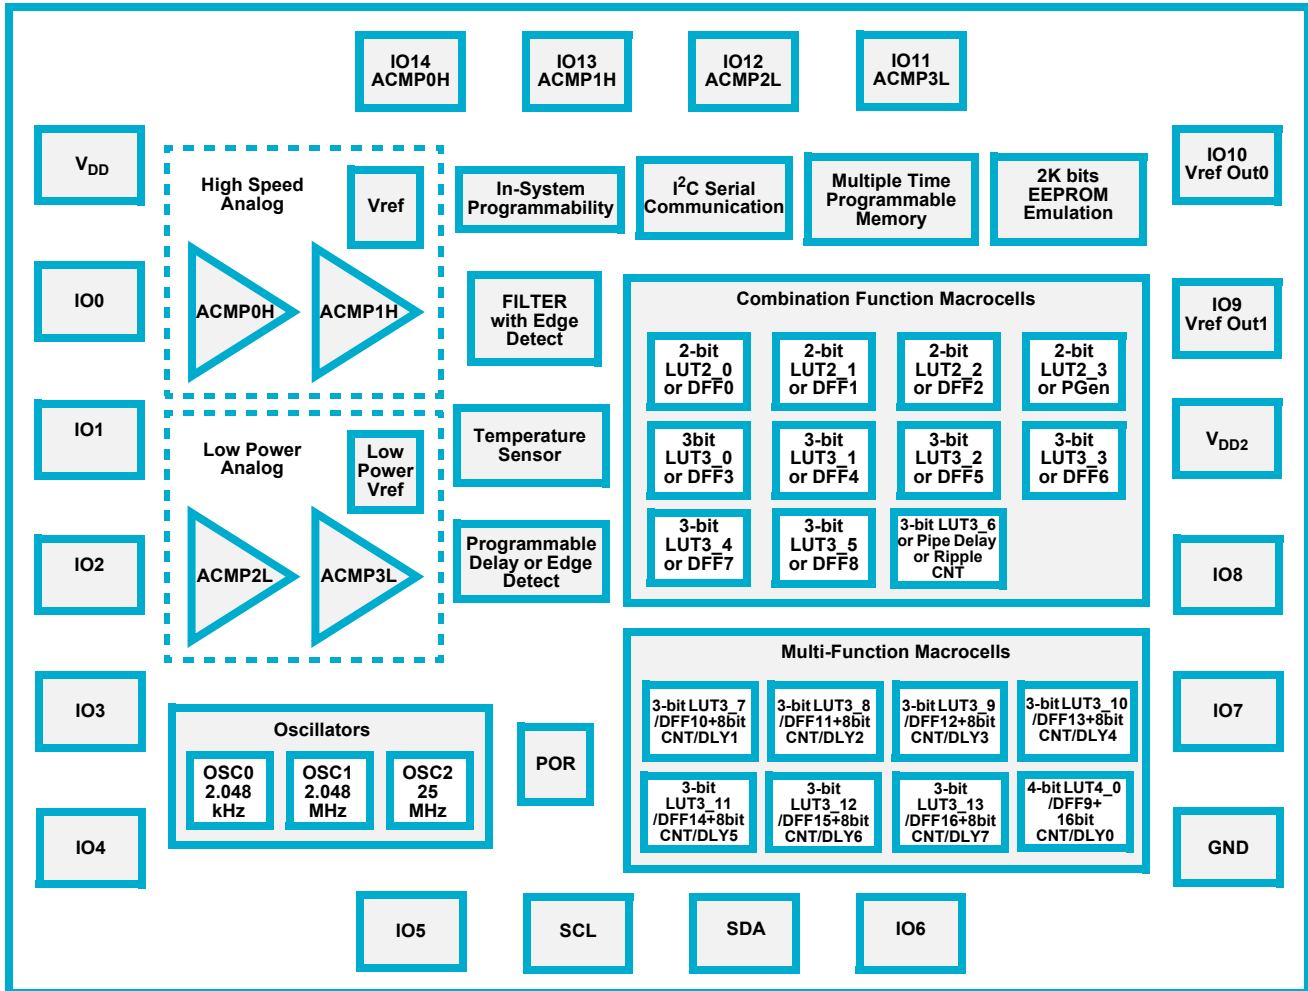 IO14
ACMP0H
IO13
ACMP1H
IO12
ACMP2L
IO11
ACMP3L
VDD
IO0
IO1
IO2
IO3
IO4
High Speed
Analog
Vref
ACMP0H
ACMP1H
Low Power
Analog
Low
Power
Vref
ACMP2L
ACMP3L
In-System
Programmability
I²C Serial
Communication
Multiple Time
Programmable
Memory
2K bits
EEPROM
Emulation
FILTER
with Edge
Detect
Temperature
Sensor
Programmable
Delay or Edge
Detect
Combination Function Macrocells
2-bit
LUT2_0
or DFF0
2-bit
LUT2_1
or DFF1
2-bit
LUT2_2
or DFF2
2-bit
LUT2_3
or PGen
3bit
LUT3_0
or DFF3
3-bit
LUT3_1
or DFF4
3-bit
LUT3_2
or DFF5
3-bit
LUT3_3
or DFF6
3-bit
LUT3_4
or DFF7
3-bit
LUT3_5
or DFF8
3-bit LUT3_6
or Pipe Delay
or Ripple
CNT
Multi-Function Macrocells
3-bit LUT3_7
/DFF10+8bit
CNT/DLY1
3-bit LUT3_8
/DFF11+8bit
CNT/DLY2
3-bit LUT3_9
/DFF12+8bit
CNT/DLY3
3-bit LUT3_10
/DFF13+8bit
CNT/DLY4
3-bit
LUT3_11
/DFF14+8bit
CNT/DLY5
3-bit
LUT3_12
/DFF15+8bit
CNT/DLY6
3-bit
LUT3_13
/DFF16+8bit
CNT/DLY7
4-bit LUT4_0
/DFF9+
16bit
CNT/DLY0
Oscillators
OSC0
2.048
kHz
OSC1
2.048
MHz
OSC2
25
MHz
POR
IO10
Vref Out0
IO9
Vref Out1
VDD2
IO8
IO7
GND
IO5
SCL
SDA
IO6